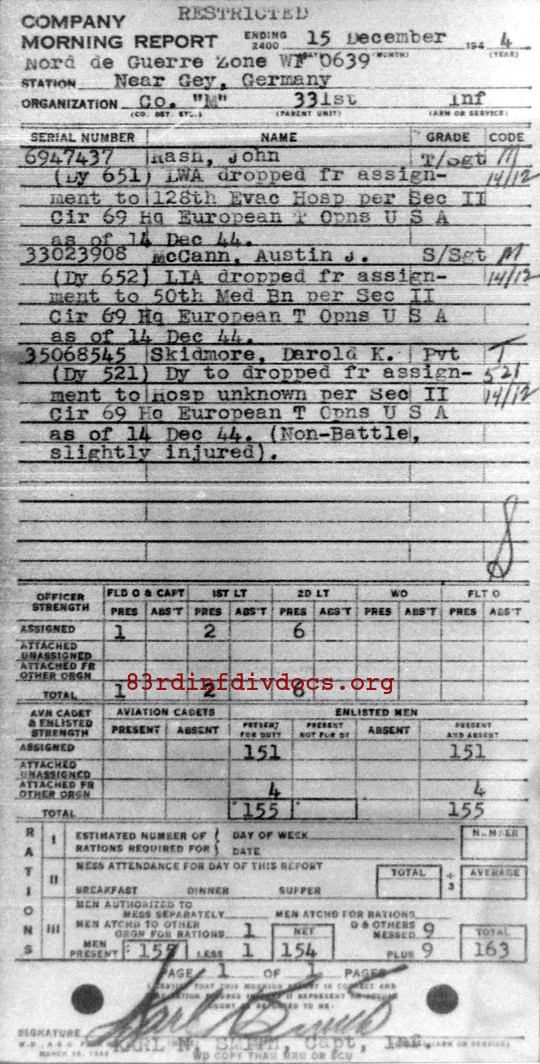 RESTRICTED
COMPANY
MORNING REPORT ENDING 2400 15 December 194 4
(DAY) (MONTH) (YEAR)
Nord de Guerre Zone WF 0639
STATION Near Gey, Germany
ORGANIZATION Co. "M" 331st Inf
(CO. DET. ETC.) (PARENT UNIT) (ARM OR SERVICE)
SERIAL NUMBER NAME GRADE CODE
6947437 Rash, John T/Sgt M
(Dy 651) LWA dropped fr assign- 14/12
ment to 128th Evac Hosp per Sec II
Cir 69 Hq European T Opns U S A
as of 14 Dec 44.
33023908 McCann, Austin J. S/Sgt M
(Dy 652) LIA dropped fr assign- 14/12
ment to 50th Med Bn per Sec II
Cir 69 Hq European T Opns U S A
as of 14 Dec 44.
35068545 Skidmore, Darold K. Pvt T
(Dy 521) Dy to dropped fr assign- 521
ment to Hosp unknown per Sec II 14/12
Cir 69 Hq European T Opns U S A
as of 14 Dec 44. (Non-Battle,
slightly injured).
OFFICER STRENGTH FLD O & CAPT 1ST LT 2D LT WO FLT O
PRES ABS'T PRES ABS'T PRES ABS'T PRES ABS'T PRES ABS'T
ASSIGNED 1 2 6
ATTACHED UNASSIGNED
ATTACHED FR OTHER ORGN
TOTAL 1 2 6
83rdinfdivdocs.org
AVN CADET & ENLISTED STRENGTH AVIATION CADETS ENLISTED MEN
PRESENT ABSENT PRESENT FOR DUTY PRESENT NOT FOR DY ABSENT PRESENT AND ABSENT
ASSIGNED 151 151
ATTACHED UNASSIGNED
ATTACHED FR OTHER ORGN 4 4
TOTAL 155 155
RATIONS
I ESTIMATED NUMBER OF RATIONS REQUIRED FOR { DAY OF WEEK DATE NUMBER
II MESS ATTENDANCE FOR DAY OF THIS REPORT TOTAL ÷ 3 AVERAGE
BREAKFAST DINNER SUPPER
III MEN AUTHORIZED TO MESS SEPARATELY MEN ATCHD FOR RATIONS
MEN ATCHD TO OTHER ORGN FOR RATIONS 1 NET O & OTHERS MESSED 9 TOTAL
MEN PRESENT 155 LESS 1 154 PLUS 9 163
PAGE 1 OF 1 PAGES
I CERTIFY THAT THIS MORNING REPORT IS CORRECT AND
SIGNATURE Karl N Smith
KARL N. SMITH, Capt, Inf.